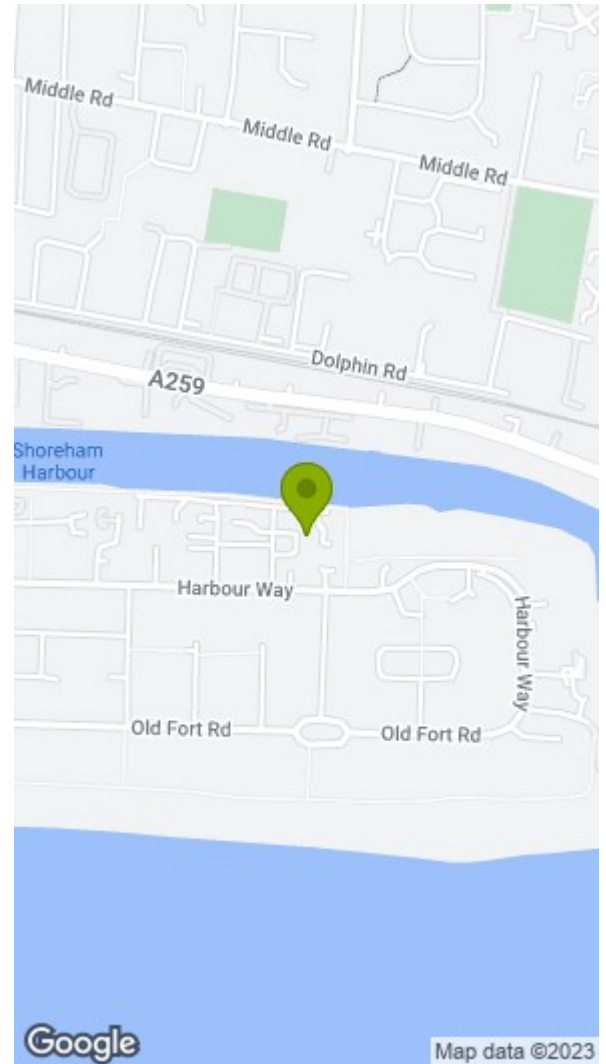 Middle Rd
Middle Rd
Middle Rd
Dolphin Rd
A259
Shoreham
Harbour
Harbour Way
Harbour Way
Old Fort Rd
Old Fort Rd
Google
Map data ©2023